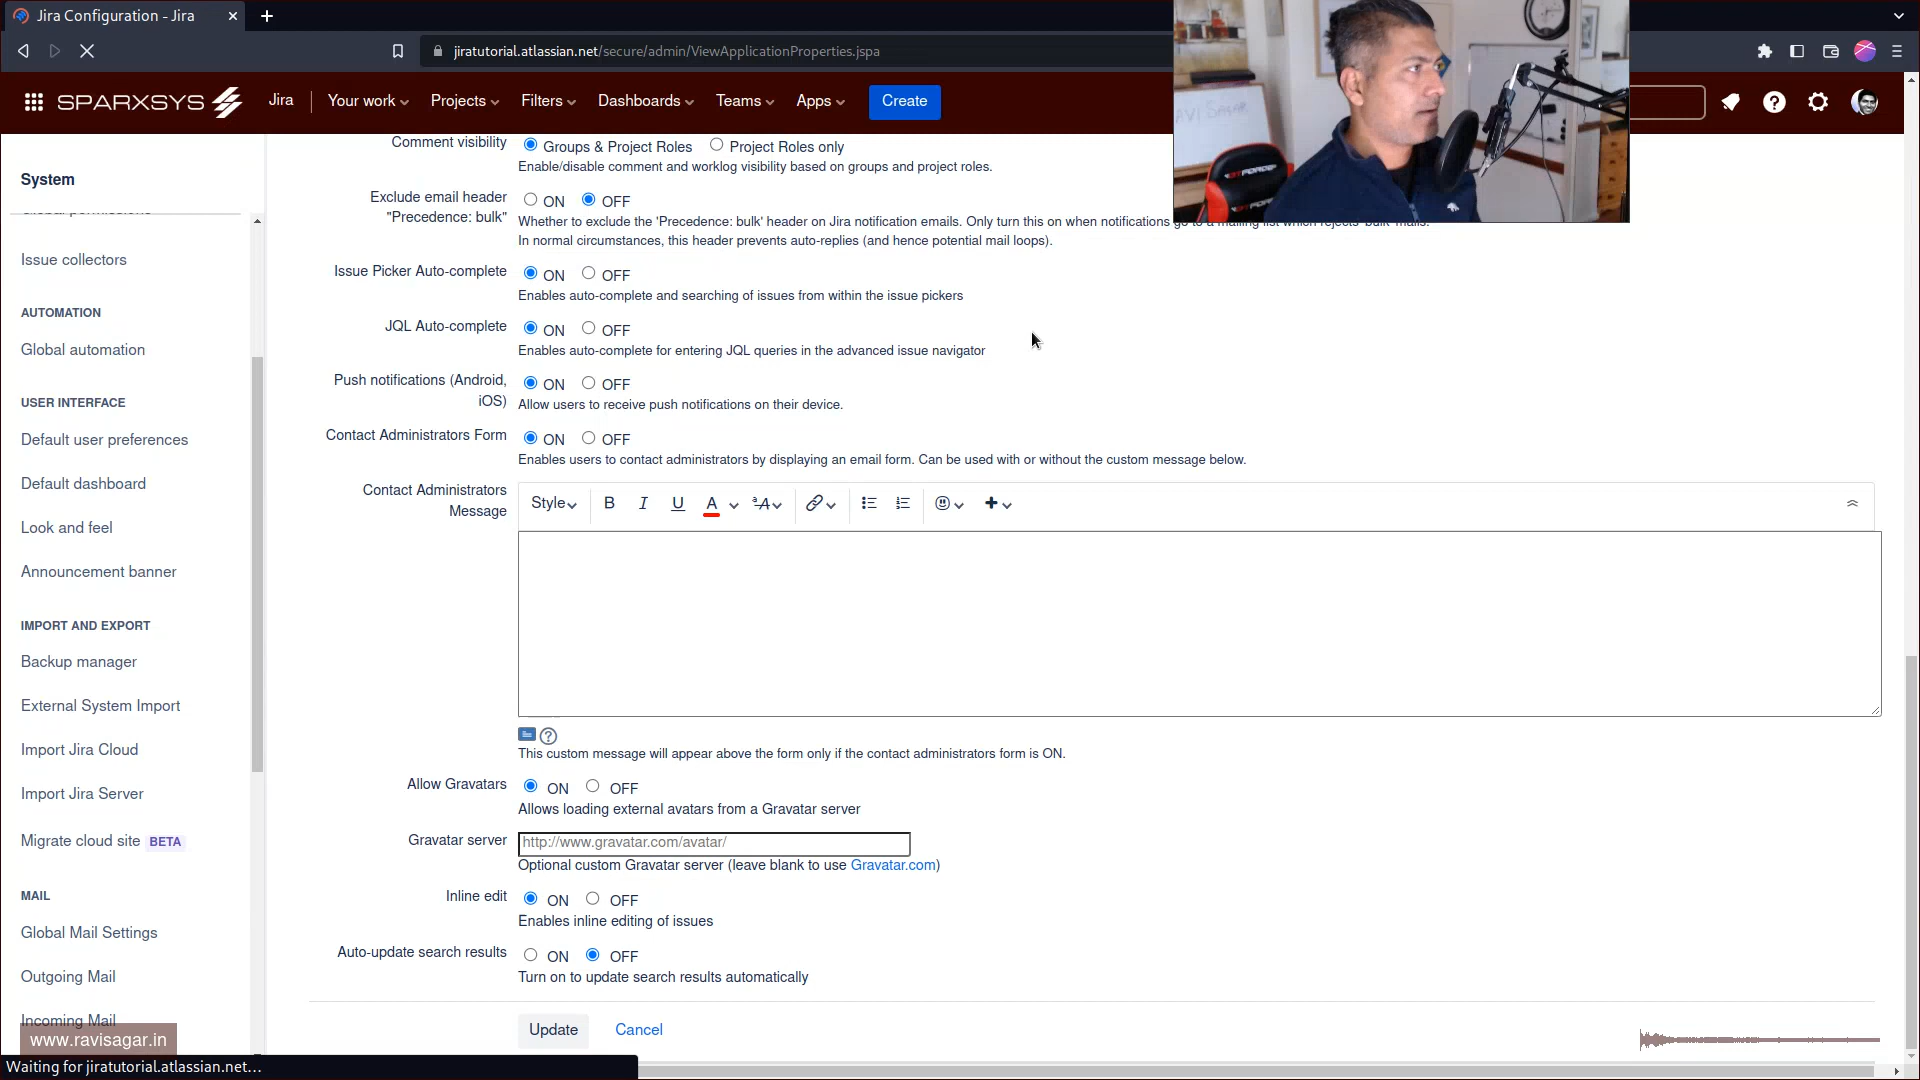 Jira Configuration - Jira
jiratutorial.atlassian.net/secure/admin/ViewApplicationProperties.jspa
SPARXSYS
Jira
Your work
Projects
Filters
Dashboards
Teams
Apps
Create
RAVI SAGAR
GTFORCE
System
Global permissions
Issue collectors
AUTOMATION
Global automation
USER INTERFACE
Default user preferences
Default dashboard
Look and feel
Announcement banner
IMPORT AND EXPORT
Backup manager
External System Import
Import Jira Cloud
Import Jira Server
Migrate cloud site BETA
MAIL
Global Mail Settings
Outgoing Mail
Incoming Mail
Comment visibility
Groups & Project Roles
Project Roles only
Enable/disable comment and worklog visibility based on groups and project roles.
Exclude email header
"Precedence: bulk"
ON OFF
Whether to exclude the 'Precedence: bulk' header on Jira notification emails. Only turn this on when notifications go to a mailing list which rejects 'bulk' mails.
In normal circumstances, this header prevents auto-replies (and hence potential mail loops).
Issue Picker Auto-complete
ON OFF
Enables auto-complete and searching of issues from within the issue pickers
JQL Auto-complete
ON OFF
Enables auto-complete for entering JQL queries in the advanced issue navigator
Push notifications (Android,
iOS)
ON OFF
Allow users to receive push notifications on their device.
Contact Administrators Form
ON OFF
Enables users to contact administrators by displaying an email form. Can be used with or without the custom message below.
Contact Administrators
Message
Style B I U A ªA
This custom message will appear above the form only if the contact administrators form is ON.
Allow Gravatars
ON OFF
Allows loading external avatars from a Gravatar server
Gravatar server
http://www.gravatar.com/avatar/
Optional custom Gravatar server (leave blank to use Gravatar.com)
Inline edit
ON OFF
Enables inline editing of issues
Auto-update search results
ON OFF
Turn on to update search results automatically
Update
Cancel
www.ravisagar.in
Waiting for jiratutorial.atlassian.net...